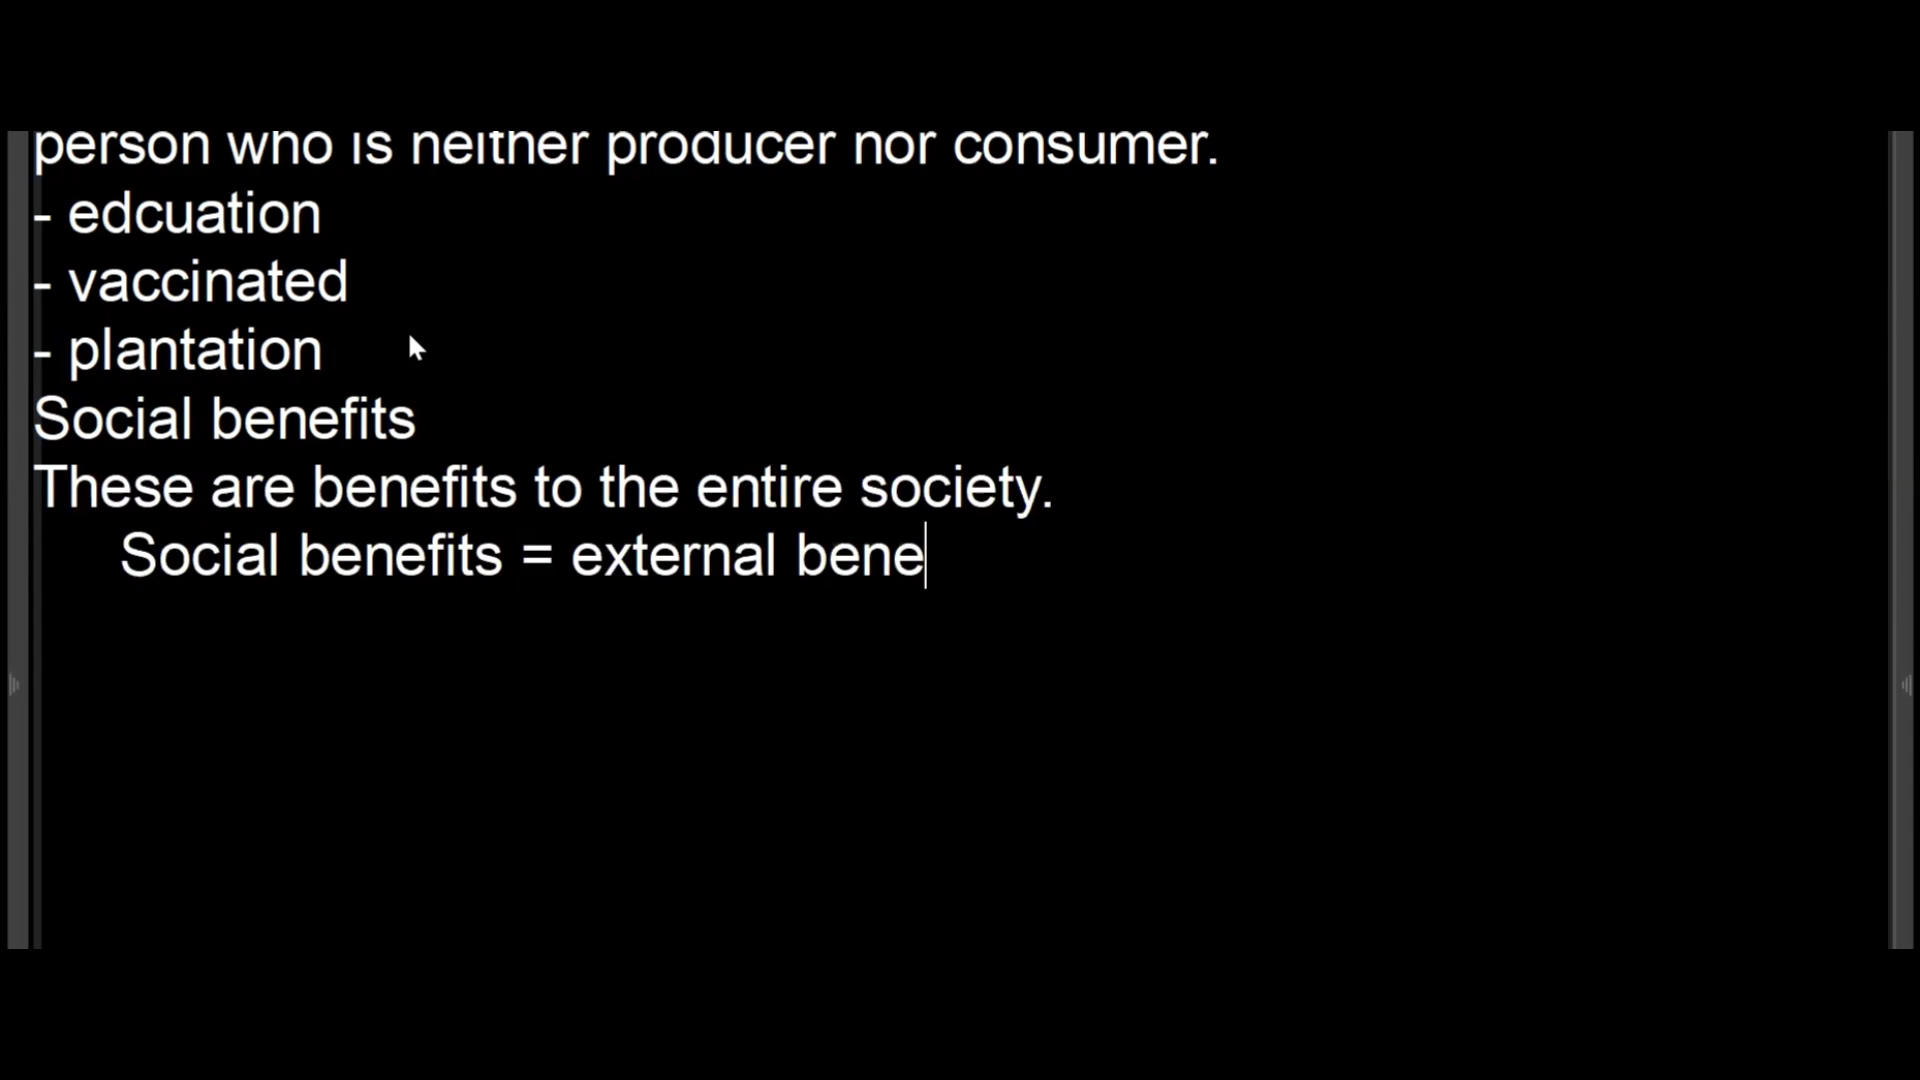 person who is neither producer nor consumer.
- edcuation
- vaccinated
- plantation
Social benefits
These are benefits to the entire society.
Social benefits = external bene